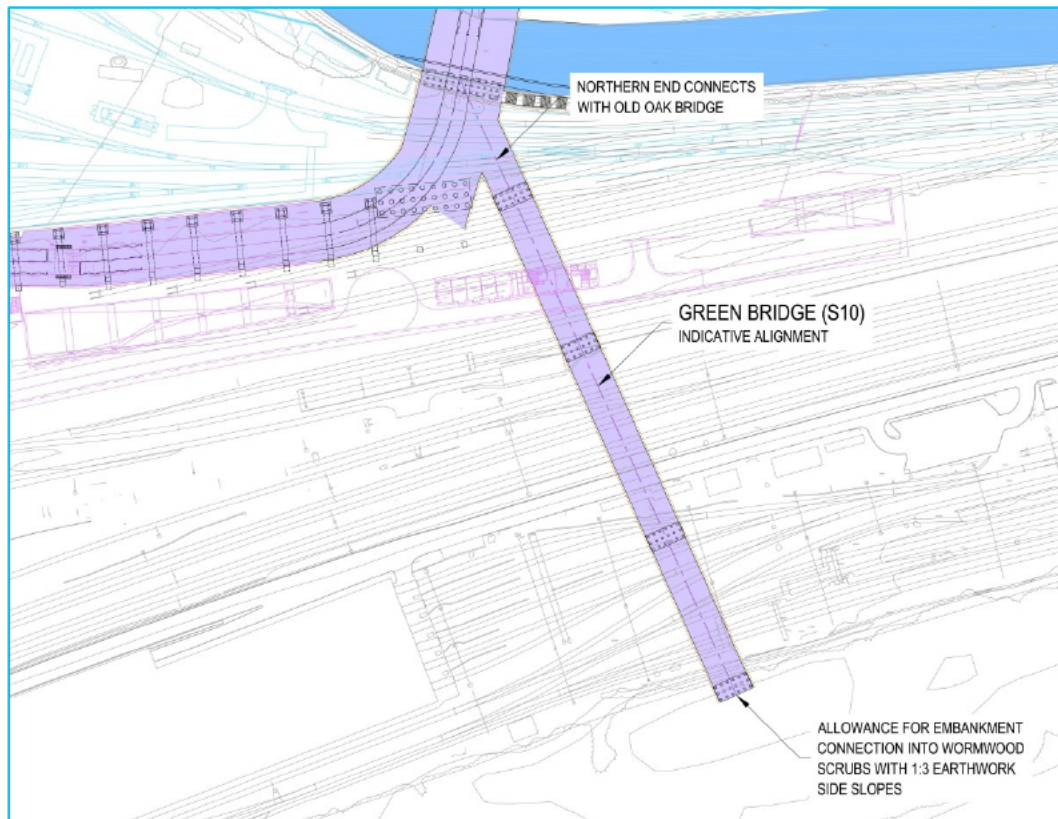 NORTHERN END CONNECTS
WITH OLD OAK BRIDGE
GREEN BRIDGE (S10)
INDICATIVE ALIGNMENT
ALLOWANCE FOR EMBANKMENT
CONNECTION INTO WORMWOOD
SCRUBS WITH 1:3 EARTHWORK
SIDE SLOPES